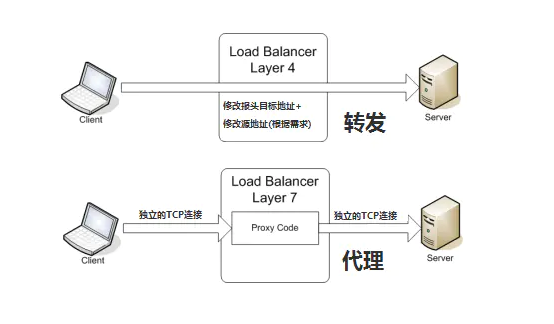 Load Balancer
Layer 4
修改报头目标地址+
修改源地址(根据需求)
转发
Client
Server
Load Balancer
Layer 7
独立的TCP连接
Proxy Code
独立的TCP连接
代理
Client
Server